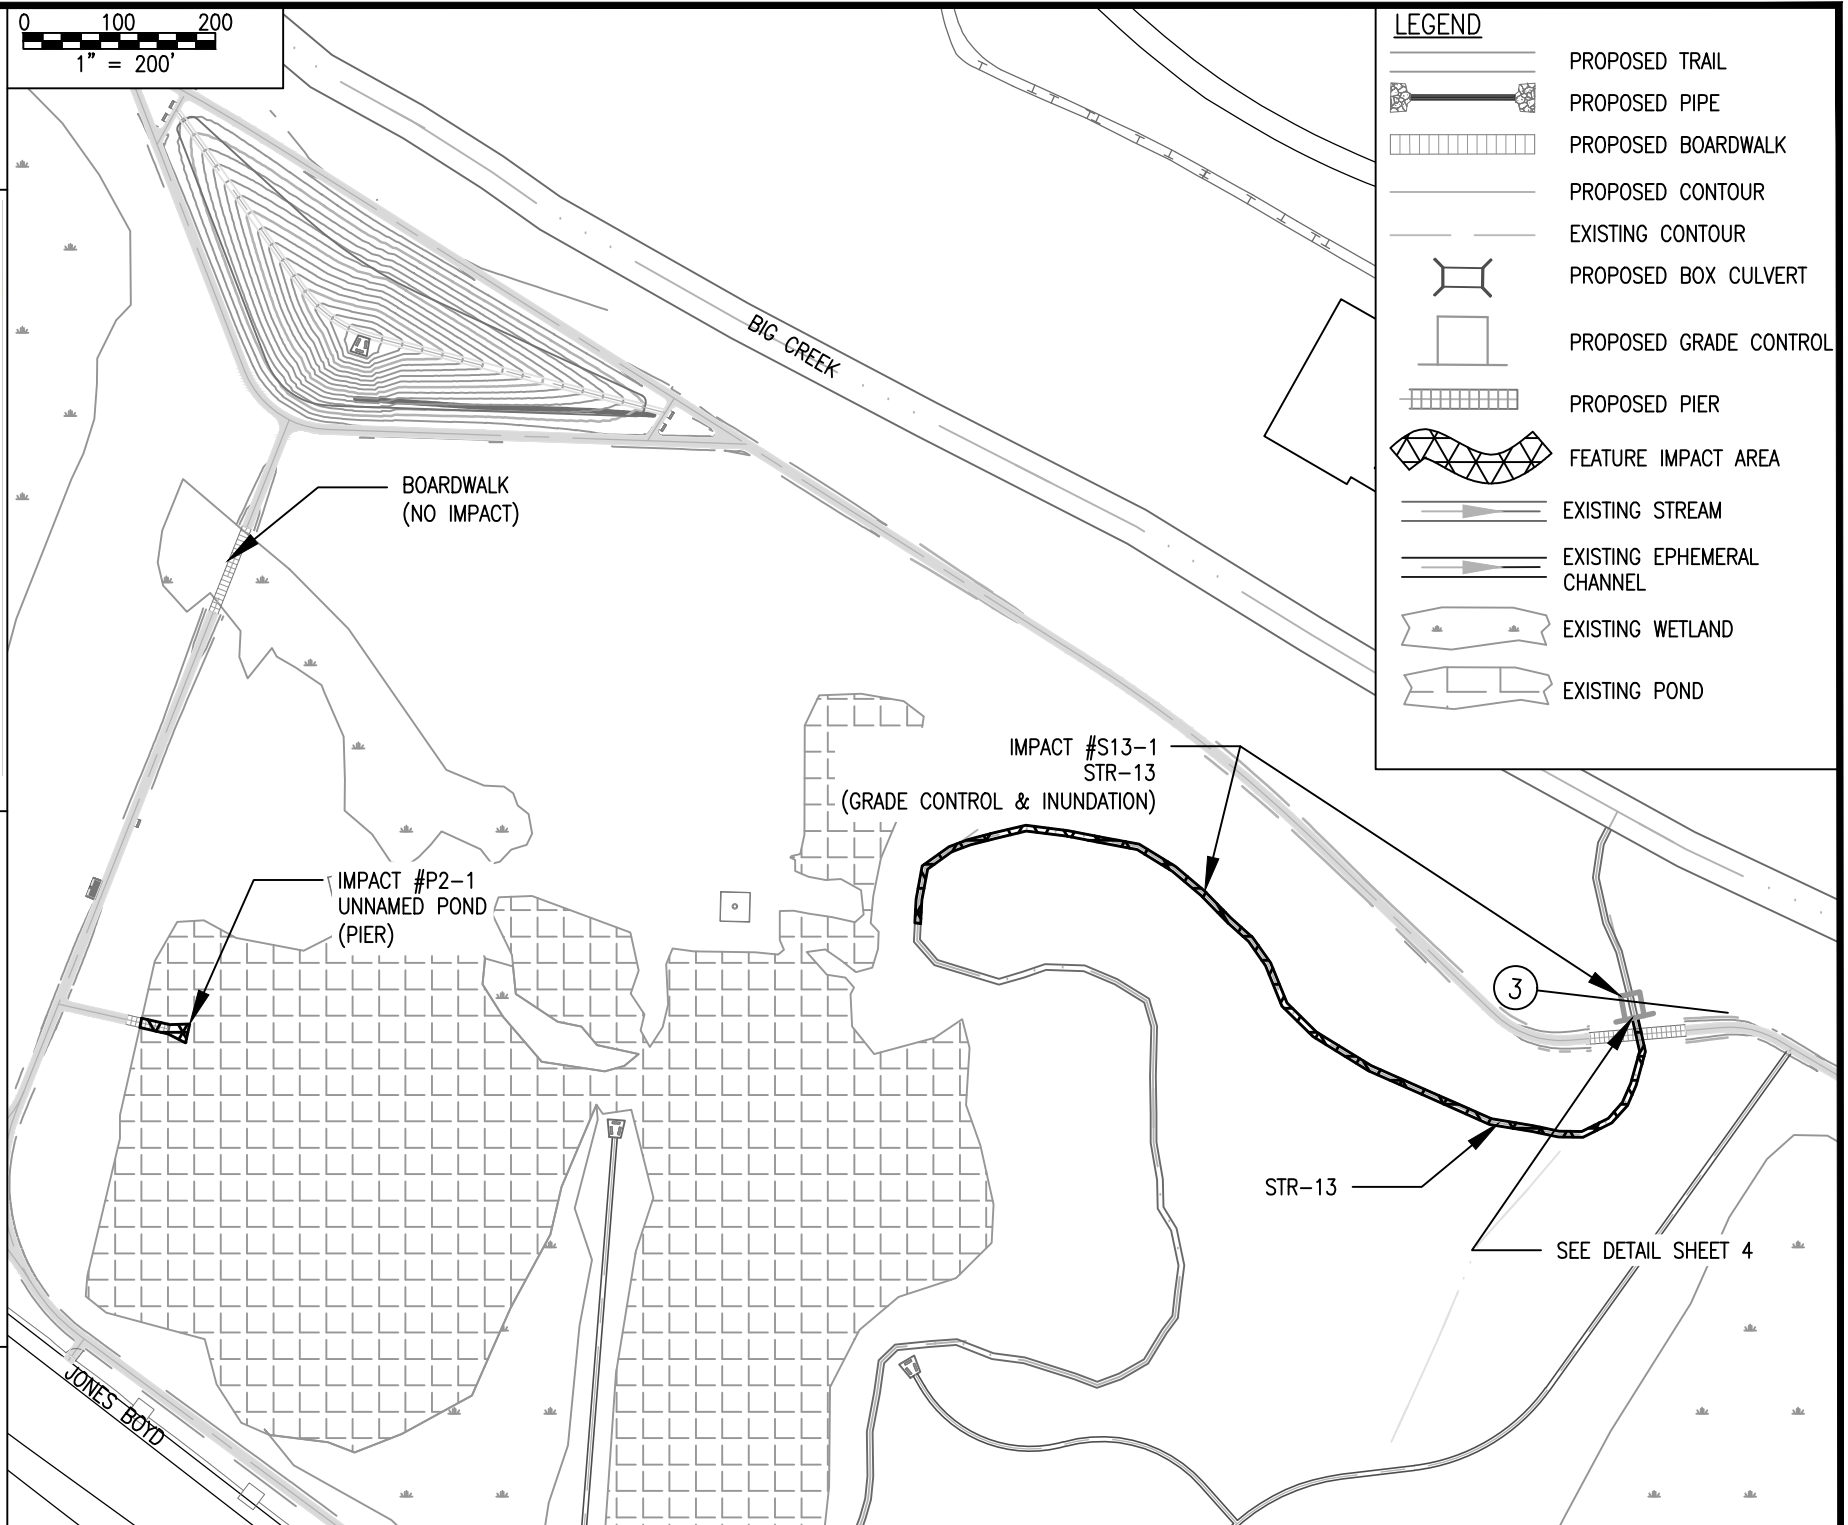 0 100 200
1" = 200'
LEGEND
PROPOSED TRAIL
PROPOSED PIPE
PROPOSED BOARDWALK
PROPOSED CONTOUR
EXISTING CONTOUR
PROPOSED BOX CULVERT
PROPOSED GRADE CONTROL
PROPOSED PIER
FEATURE IMPACT AREA
EXISTING STREAM
EXISTING EPHEMERAL
CHANNEL
EXISTING WETLAND
EXISTING POND
BIG CREEK
BOARDWALK
(NO IMPACT)
IMPACT #S13-1
STR-13
(GRADE CONTROL & INUNDATION)
IMPACT #P2-1
UNNAMED POND
(PIER)
3
STR-13
SEE DETAIL SHEET 4
JONES BOYD